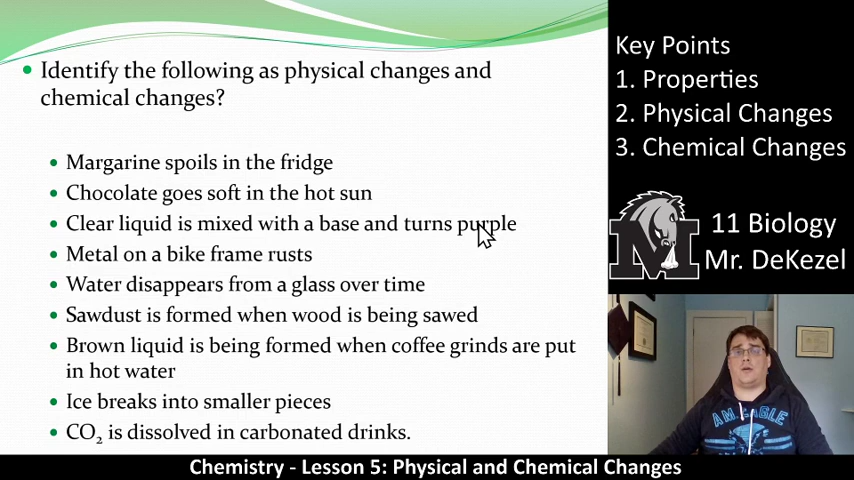 Identify the following as physical changes and
chemical changes?
Margarine spoils in the fridge
Chocolate goes soft in the hot sun
Clear liquid is mixed with a base and turns purple
Metal on a bike frame rusts
Water disappears from a glass over time
Sawdust is formed when wood is being sawed
Brown liquid is being formed when coffee grinds are put
in hot water
Ice breaks into smaller pieces
CO₂ is dissolved in carbonated drinks.
Key Points
1. Properties
2. Physical Changes
3. Chemical Changes
M
11 Biology
Mr. DeKezel
AM EAGLE
Chemistry - Lesson 5: Physical and Chemical Changes